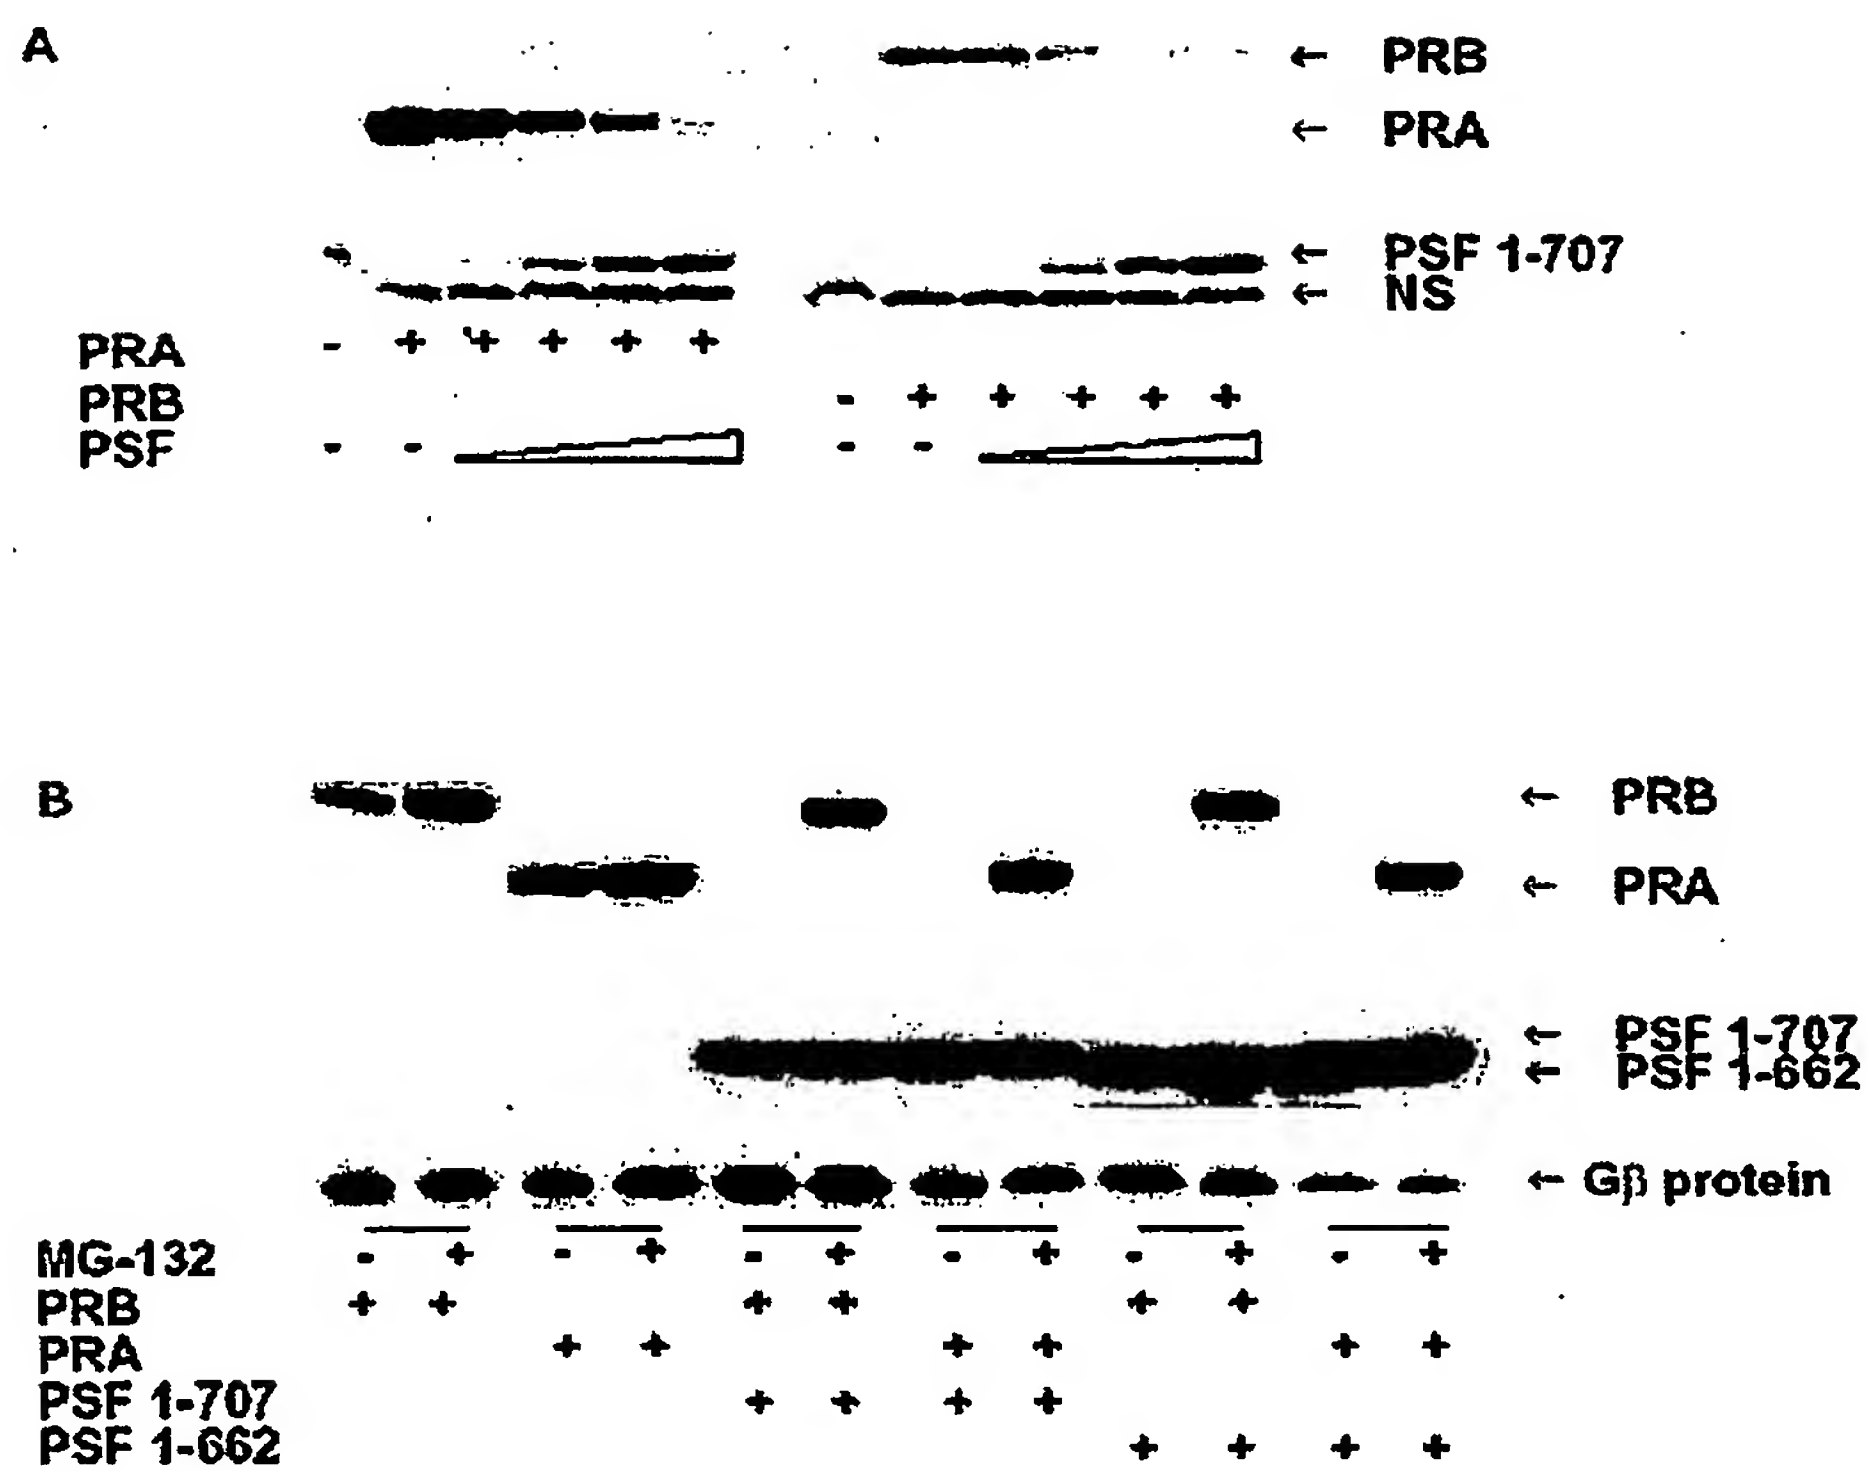 A
← PRB
← PRA
← PSF 1-707
← NS
PRA - + + + + +
PRB - + + + + +
PSF - - - -
B
← PRB
← PRA
← PSF 1-707
← PSF 1-662
← Gβ protein
MG-132 - + - + - + - + - + - +
PRB + + + + + +
PRA + + + + + +
PSF 1-707 + + + +
PSF 1-662 + + + +